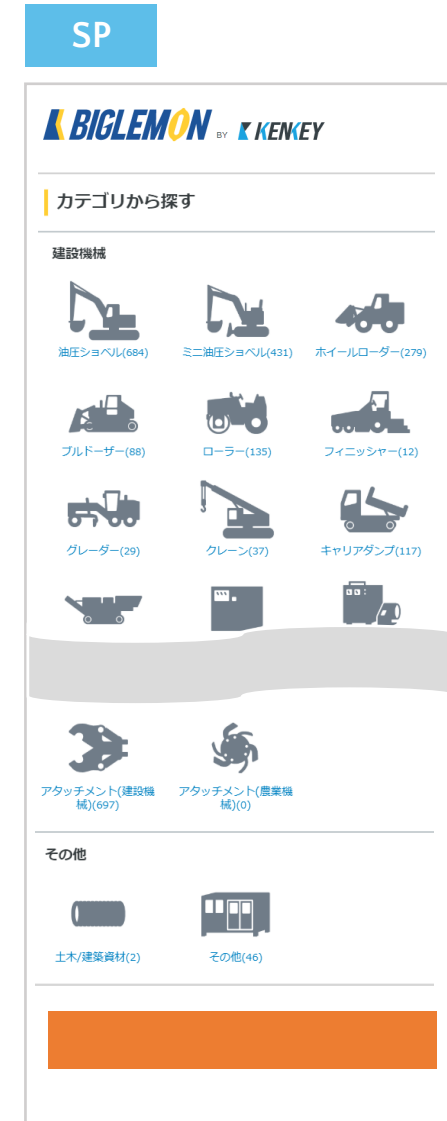 SP
BIGLEMON BY KENKEY
カテゴリから探す
建設機械
油圧ショベル(684)
ミニ油圧ショベル(431)
ホイールローダー(279)
ブルドーザー(88)
ローラー(135)
フィニッシャー(12)
グレーダー(29)
クレーン(37)
キャリアダンプ(117)
アタッチメント(建設機
械)(697)
アタッチメント(農業機
械)(0)
その他
土木/建築資材(2)
その他(46)